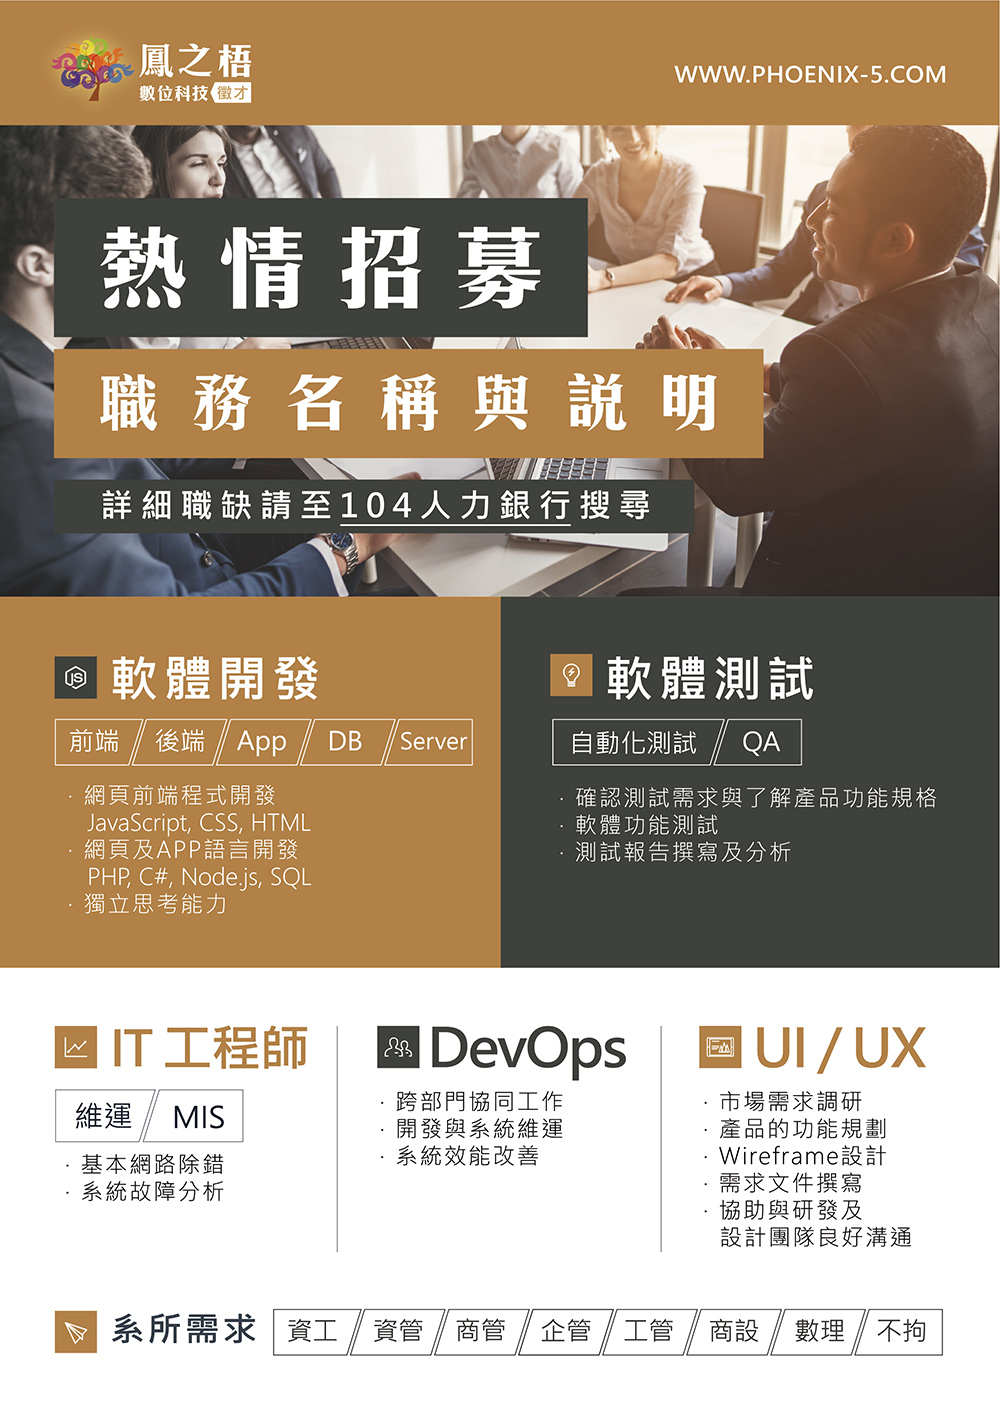 鳳之梧
數位科技 徵才
WWW.PHOENIX-5.COM
熱情招募
職務名稱與說明
詳細職缺請至104人力銀行搜尋
JS 軟體開發
前端 / 後端 / App / DB / Server
· 網頁前端程式開發
JavaScript, CSS, HTML
· 網頁及APP語言開發
PHP, C#, Node.js, SQL
· 獨立思考能力
軟體測試
自動化測試 / QA
· 確認測試需求與了解產品功能規格
· 軟體功能測試
· 測試報告撰寫及分析
IT 工程師
維運 / MIS
· 基本網路除錯
· 系統故障分析
DevOps
· 跨部門協同工作
· 開發與系統維運
· 系統效能改善
UI / UX
· 市場需求調研
· 產品的功能規劃
· Wireframe設計
· 需求文件撰寫
· 協助與研發及
設計團隊良好溝通
系所需求
資工 / 資管 / 商管 / 企管 / 工管 / 商設 / 數理 / 不拘